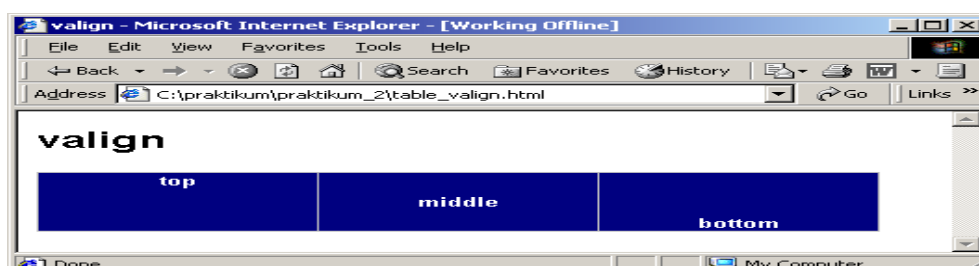 valign - Microsoft Internet Explorer - [Working Offline]
File Edit View Favorites Tools Help
Back Search Favorites History
Address C:\praktikum\praktikum_2\table_valign.html Go Links »
valign
top
middle
bottom
Done My Computer